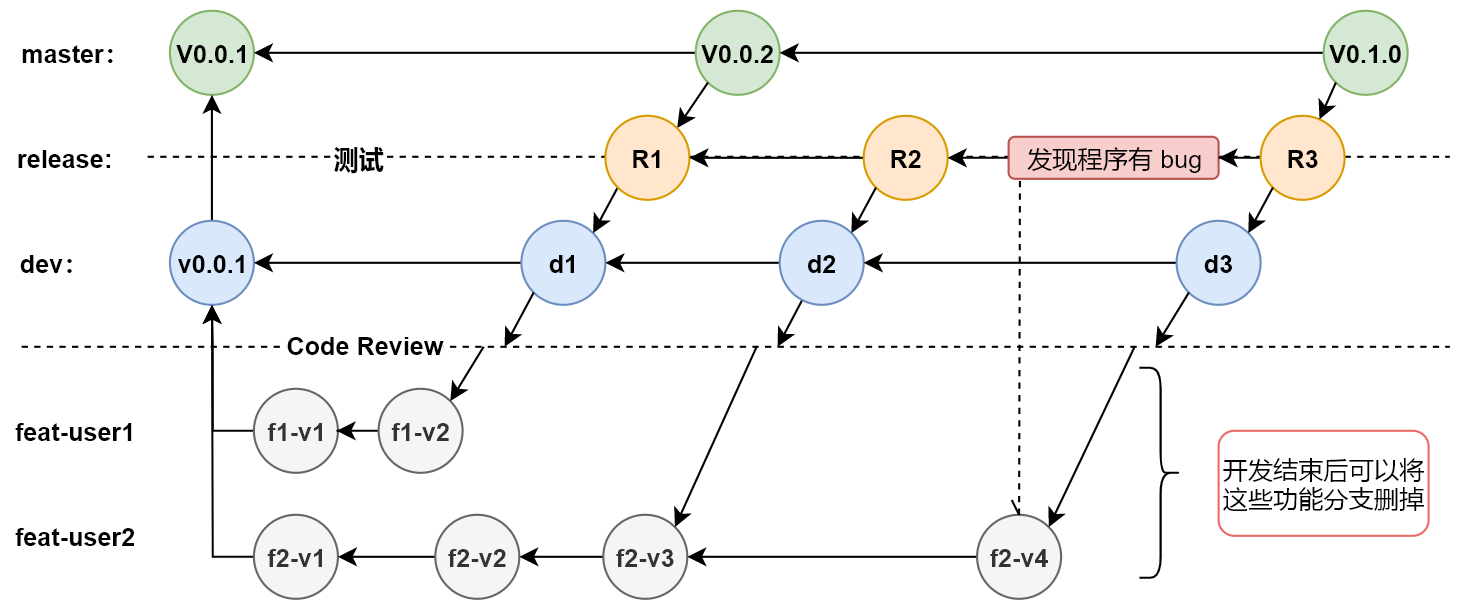 master：
V0.0.1
V0.0.2
V0.1.0
release:
测试
R1
R2
发现程序有 bug
R3
dev：
v0.0.1
d1
d2
d3
Code Review
feat-user1
f1-v1
f1-v2
开发结束后可以将
这些功能分支删掉
feat-user2
f2-v1
f2-v2
f2-v3
f2-v4